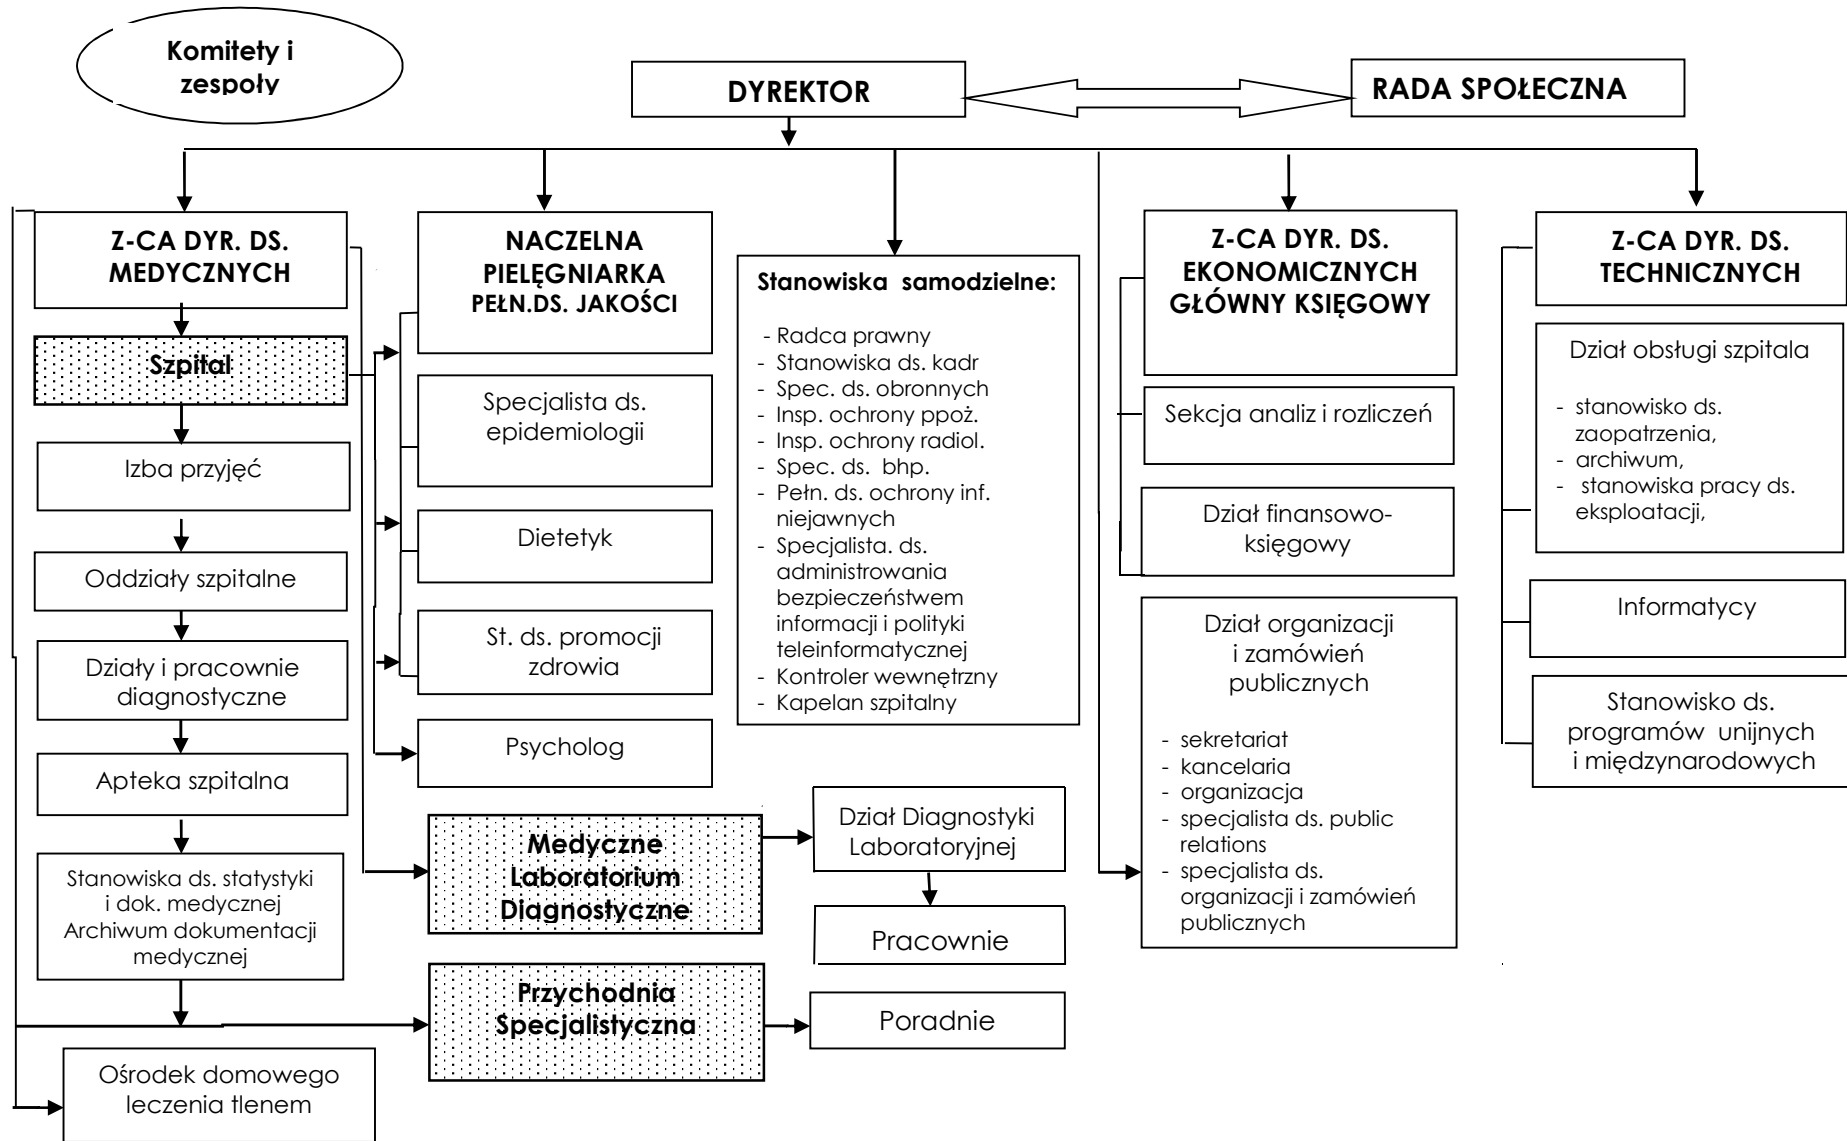 Komitety i
zespoły
DYREKTOR
RADA SPOŁECZNA
Z-CA DYR. DS.
MEDYCZNYCH
Szpital
Izba przyjęć
Oddziały szpitalne
Działy i pracownie
diagnostyczne
Apteka szpitalna
Stanowiska ds. statystyki
i dok. medycznej
Archiwum dokumentacji
medycznej
Ośrodek domowego
leczenia tlenem
NACZELNA
PIELĘGNIARKA
PEŁN.DS. JAKOŚCI
Specjalista ds.
epidemiologii
Dietetyk
St. ds. promocji
zdrowia
Psycholog
Medyczne
Laboratorium
Diagnostyczne
Przychodnia
Specjalistyczna
Dział Diagnostyki
Laboratoryjnej
Pracownie
Poradnie
Stanowiska samodzielne:
- Radca prawny
- Stanowiska ds. kadr
- Spec. ds. obronnych
- Insp. ochrony ppoż.
- Insp. ochrony radiol.
- Spec. ds. bhp.
- Pełn. ds. ochrony inf.
niejawnych
- Specjalista. ds.
administrowania
bezpieczeństwem
informacji i polityki
teleinformatycznej
- Kontroler wewnętrzny
- Kapelan szpitalny
Z-CA DYR. DS.
EKONOMICZNYCH
GŁÓWNY KSIĘGOWY
Sekcja analiz i rozliczeń
Dział finansowo-
księgowy
Dział organizacji
i zamówień
publicznych
- sekretariat
- kancelaria
- organizacja
- specjalista ds. public
relations
- specjalista ds.
organizacji i zamówień
publicznych
Z-CA DYR. DS.
TECHNICZNYCH
Dział obsługi szpitala
- stanowisko ds.
zaopatrzenia,
- archiwum,
- stanowiska pracy ds.
eksploatacji,
Informatycy
Stanowisko ds.
programów unijnych
i międzynarodowych